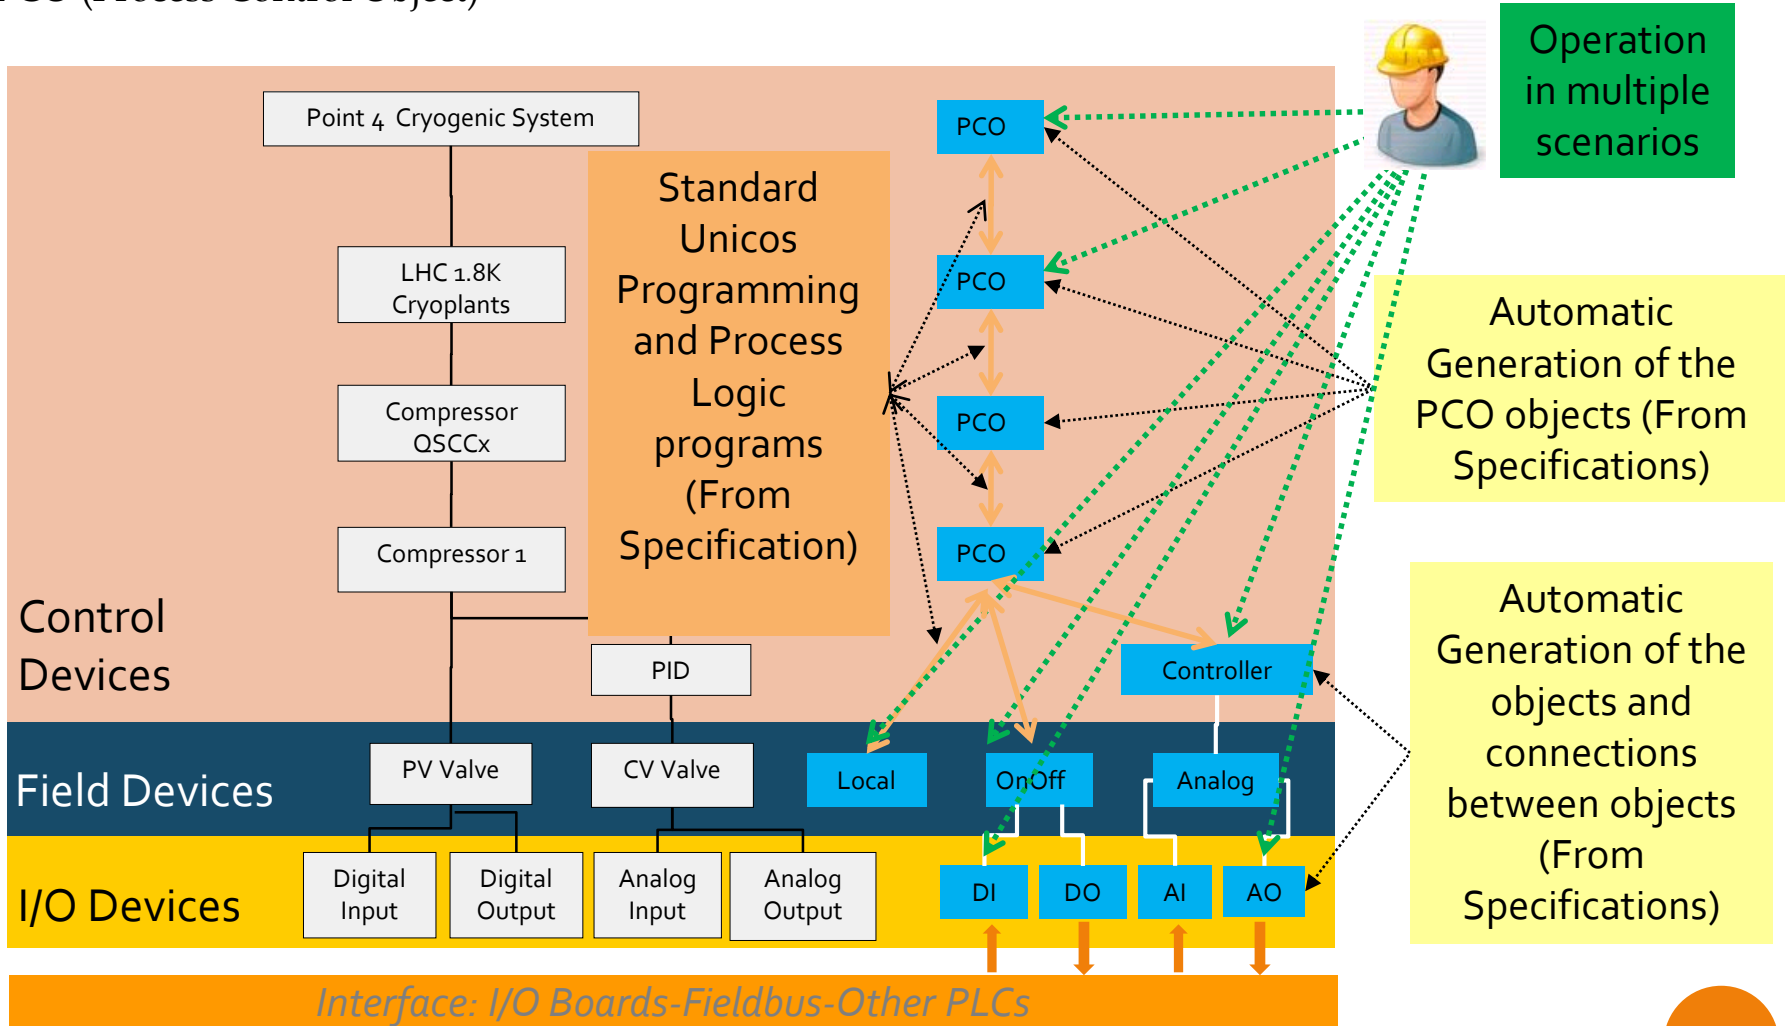 PCO (Process Control Object)
Operation
in multiple
scenarios
Point 4 Cryogenic System
PCO
Standard
Unicos
Programming
and Process
Logic
programs
(From
Specification)
LHC 1.8K
Cryoplants
PCO
Automatic
Generation of the
PCO objects (From
Specifications)
Compressor
QSCCx
PCO
Compressor 1
PCO
Control
Devices
PID
Controller
Automatic
Generation of the
objects and
connections
between objects
(From
Specifications)
Field Devices
PV Valve
CV Valve
Local
OnOff
Analog
I/O Devices
Digital
Input
Digital
Output
Analog
Input
Analog
Output
DI
DO
AI
AO
Interface: I/O Boards-Fieldbus-Other PLCs